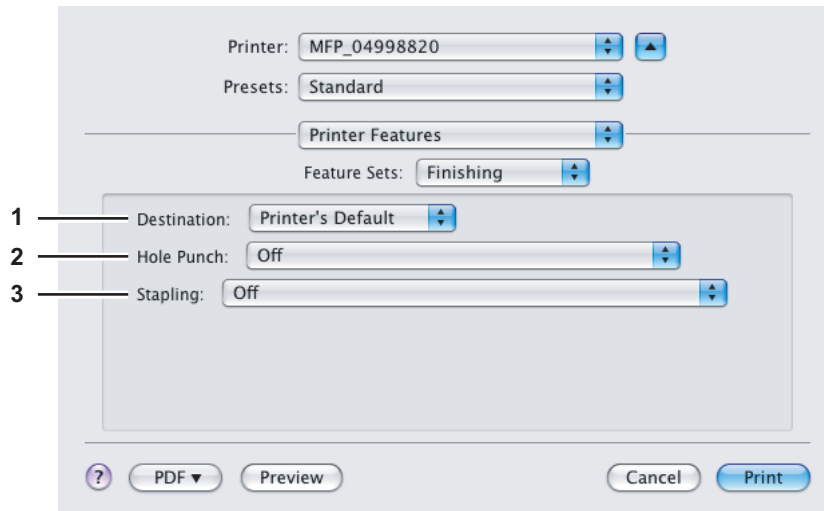 Printer: MFP_04998820
Presets: Standard
Printer Features
Feature Sets: Finishing
1 Destination: Printer's Default
2 Hole Punch: Off
3 Stapling: Off
? PDF ▼ Preview Cancel Print